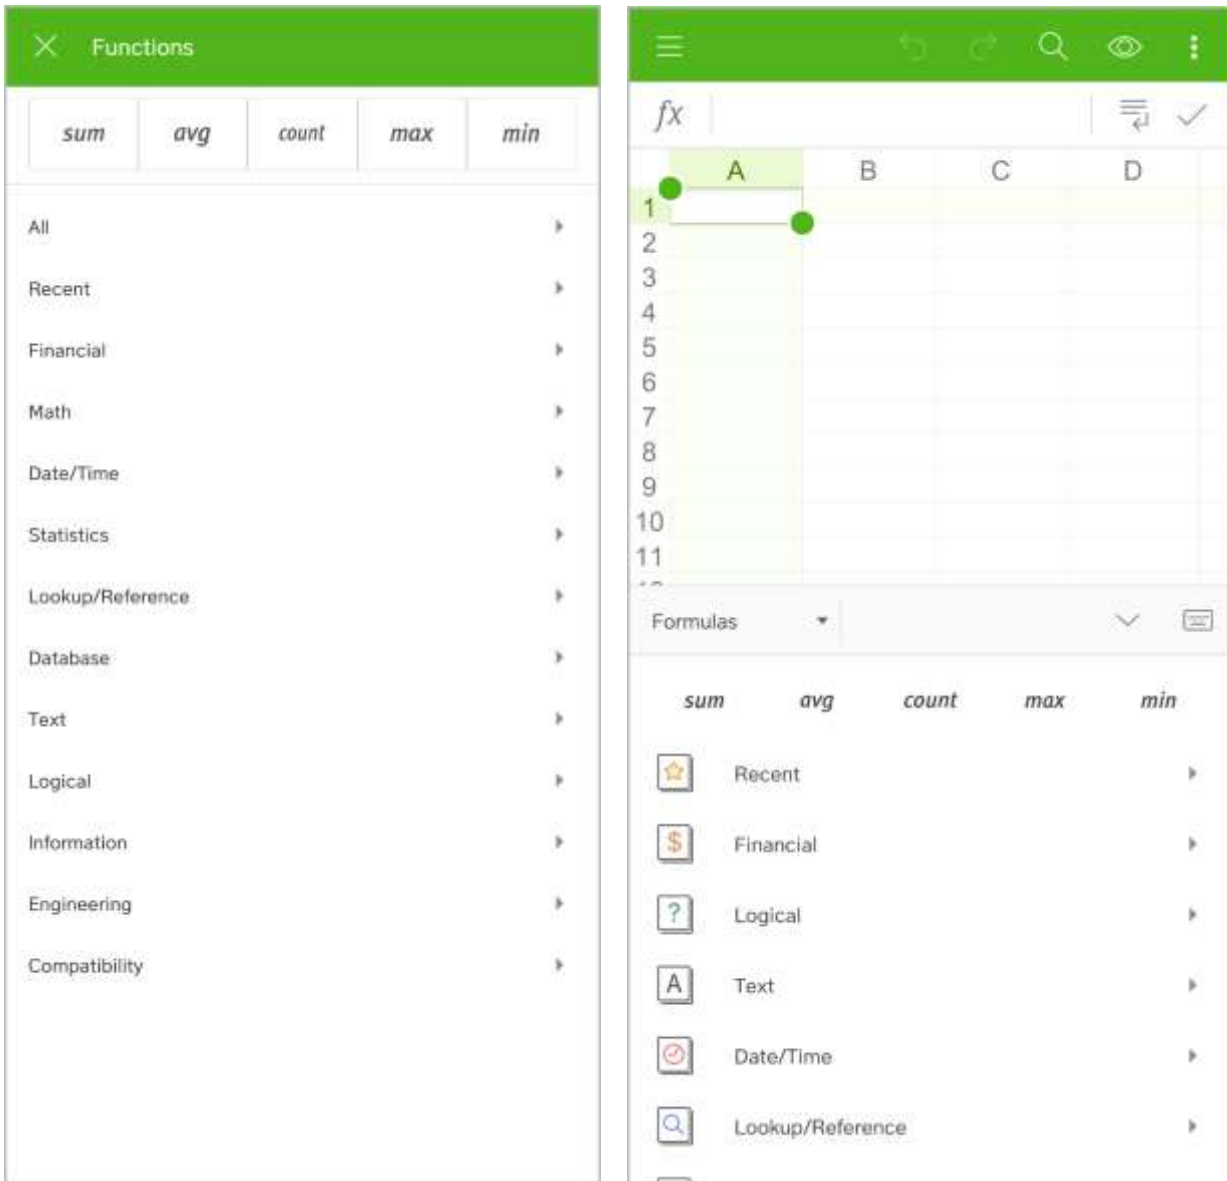 Functions
sum avg count max min
All
Recent
Financial
Math
Date/Time
Statistics
Lookup/Reference
Database
Text
Logical
Information
Engineering
Compatibility
fx
A B C D
1
2
3
4
5
6
7
8
9
10
11
Formulas
sum avg count max min
Recent
$ Financial
? Logical
A Text
Date/Time
Lookup/Reference